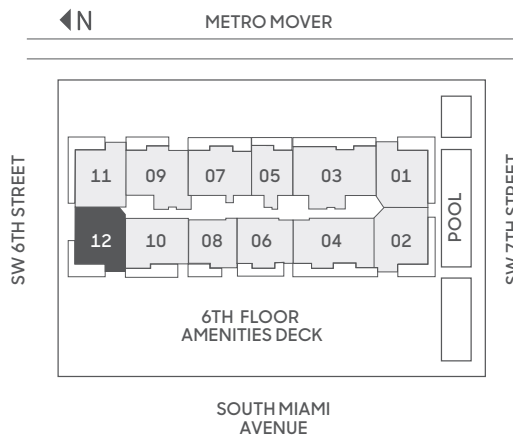 N
METRO MOVER
SW 6TH STREET
11 09 07 05 03 01
12 10 08 06 04 02
POOL
SW 7TH STREET
6TH FLOOR
AMENITIES DECK
SOUTH MIAMI
AVENUE